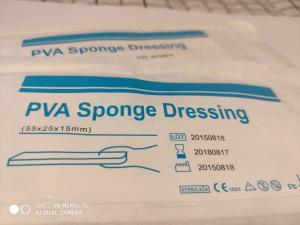 PVA Sponge Dressing
PVA Sponge Dressing
(55x25x15mm)
LOT 20150818
20180817
20150818
STERILE R CE 1023
SHOT ON MI MIX 2S
AI DUAL CAMERA